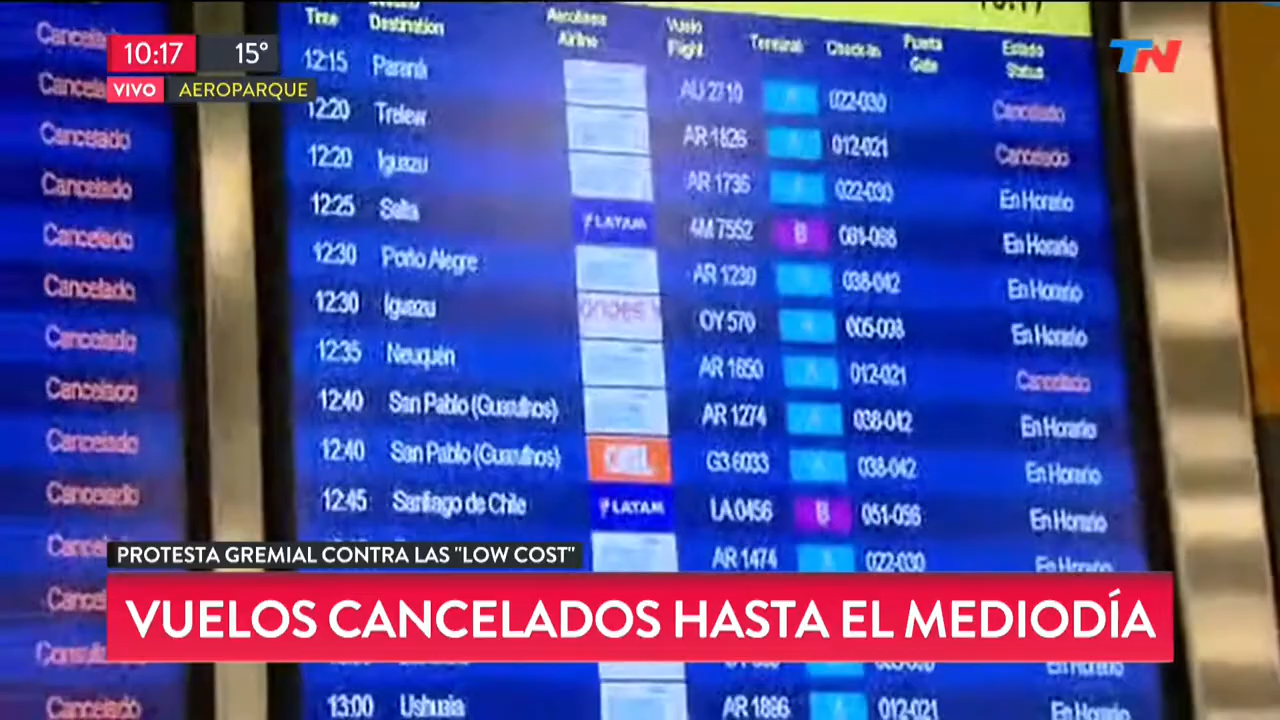 10:17 15°
VIVO AEROPARQUE
TN
Time Destination Aerolínea Airline Vuelo Flight Terminal Check-in Puerta Gate Estado Status
12:15 Paraná AU 2710 A 022-030 Cancelado
12:20 Trelew AR 1826 A 012-021 Cancelado
12:20 Iguazu AR 1736 A 022-030 En Horario
12:25 Salta LATAM 4M 7552 B 081-098 En Horario
12:30 Porto Alegre AR 1230 A 038-042 En Horario
12:30 Iguazu OY 570 En Horario
12:35 Neuquén AR 1650 A 012-021 Cancelado
12:40 San Pablo (Guarulhos) AR 1274 A 038-042 En Horario
12:40 San Pablo (Guarulhos) GOL G3 6033 A 038-042 En Horario
12:45 Santiago de Chile LATAM LA 0456 B 051-056 En Horario
AR 1474 022-030 En Horario
En Horario
13:00 Ushuaia AR 1886 012-021 En Horario
Cancelado
Cancelado
Cancelado
Cancelado
Cancelado
Cancelado
Cancelado
Cancelado
Cancelado
Cancelado
PROTESTA GREMIAL CONTRA LAS "LOW COST"
VUELOS CANCELADOS HASTA EL MEDIODÍA